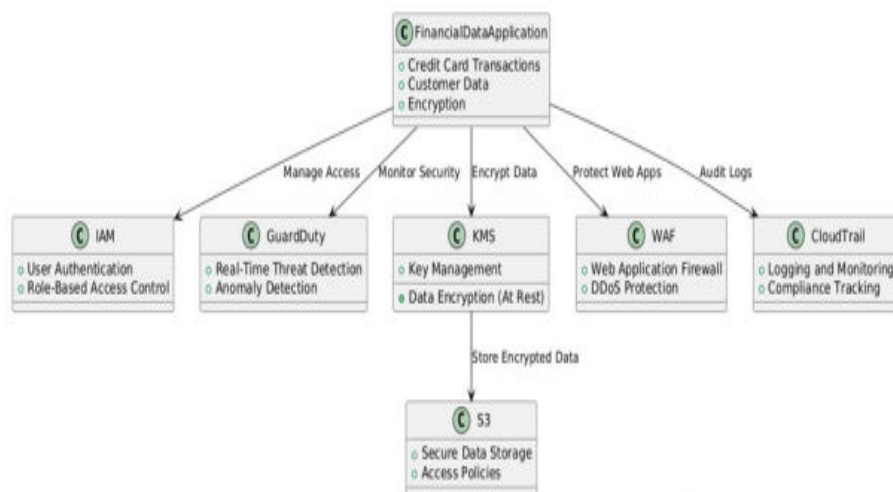 C FinancialDataApplication
Credit Card Transactions
Customer Data
Encryption
Manage Access
Monitor Security
Encrypt Data
Protect Web Apps
Audit Logs
C IAM
User Authentication
Role-Based Access Control
C GuardDuty
Real-Time Threat Detection
Anomaly Detection
C KMS
Key Management
Data Encryption (At Rest)
C WAF
Web Application Firewall
DDoS Protection
C CloudTrail
Logging and Monitoring
Compliance Tracking
Store Encrypted Data
C S3
Secure Data Storage
Access Policies